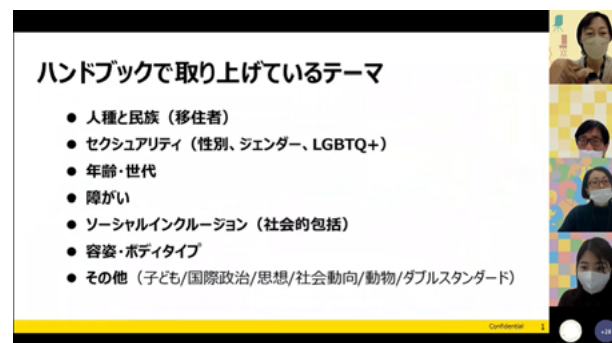 ハンドブックで取り上げているテーマ
● 人種と民族（移住者）
● セクシュアリティ（性別、ジェンダー、LGBTQ+）
● 年齢・世代
● 障がい
● ソーシャルインクルージョン（社会的包括）
● 容姿・ボディタイプ
● その他（子ども/国際政治/思想/社会動向/動物/ダブルスタンダード）
Confidential 1